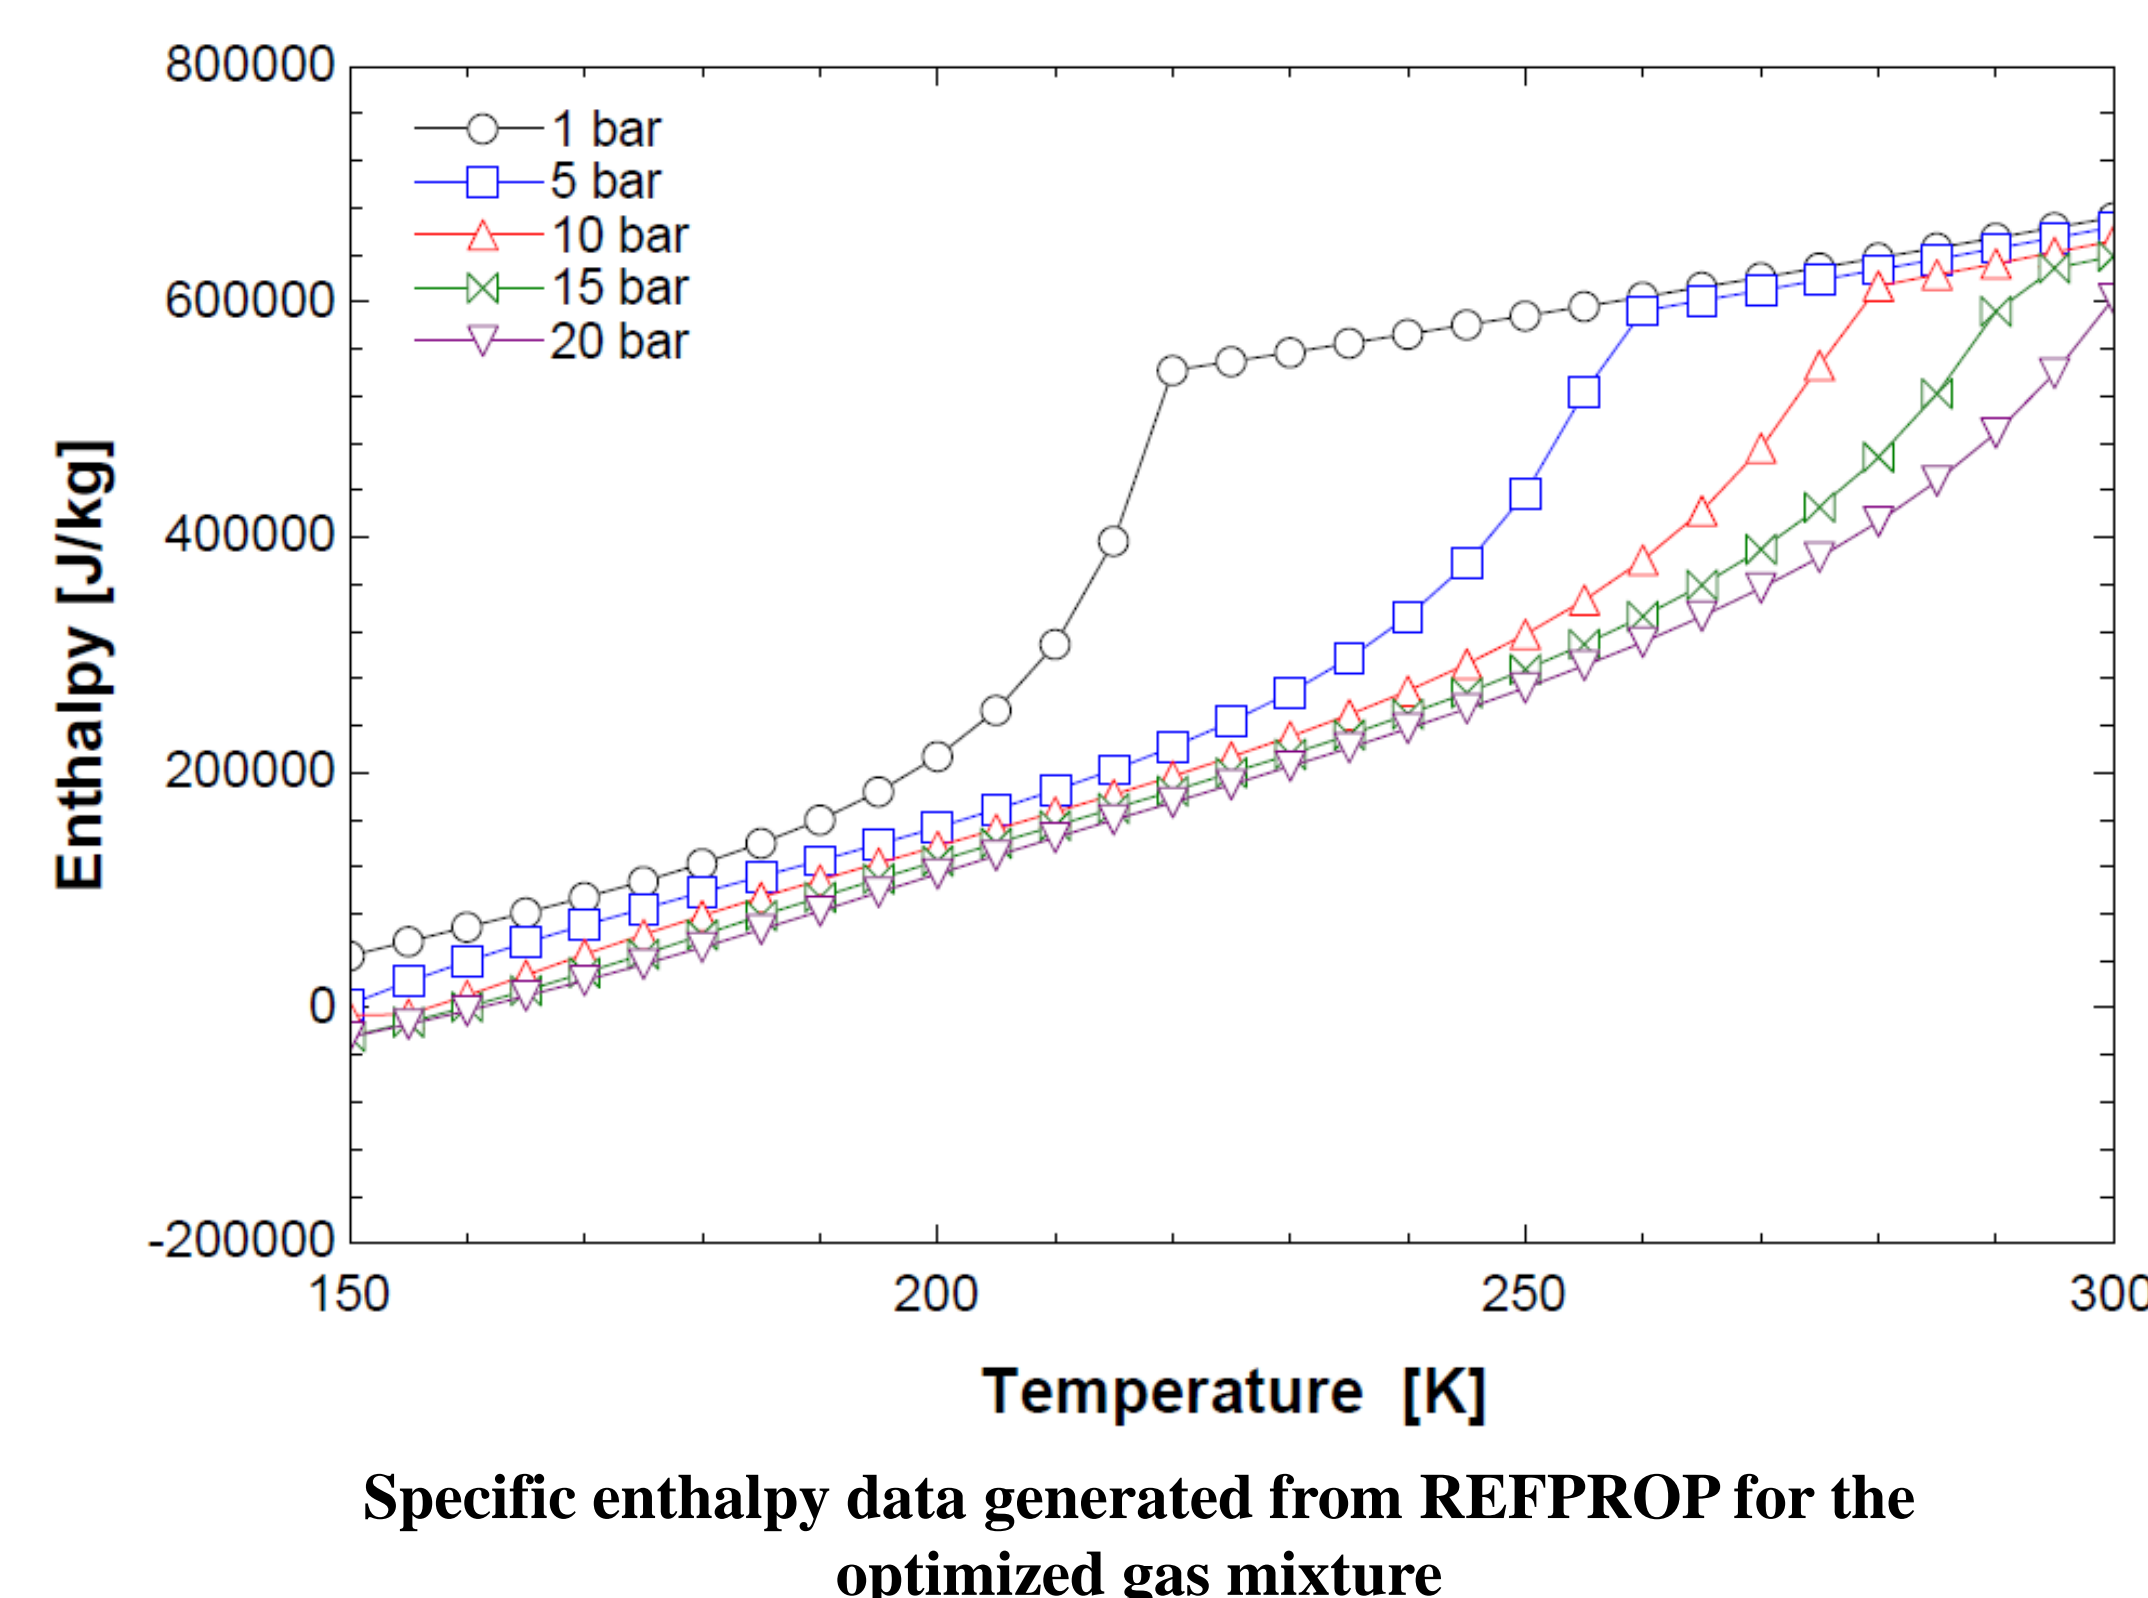 800000
600000
400000
200000
0
-200000
1 bar
5 bar
10 bar
15 bar
20 bar
Enthalpy [J/kg]
150 200 250 300
Temperature [K]
Specific enthalpy data generated from REFPROP for the
optimized gas mixture